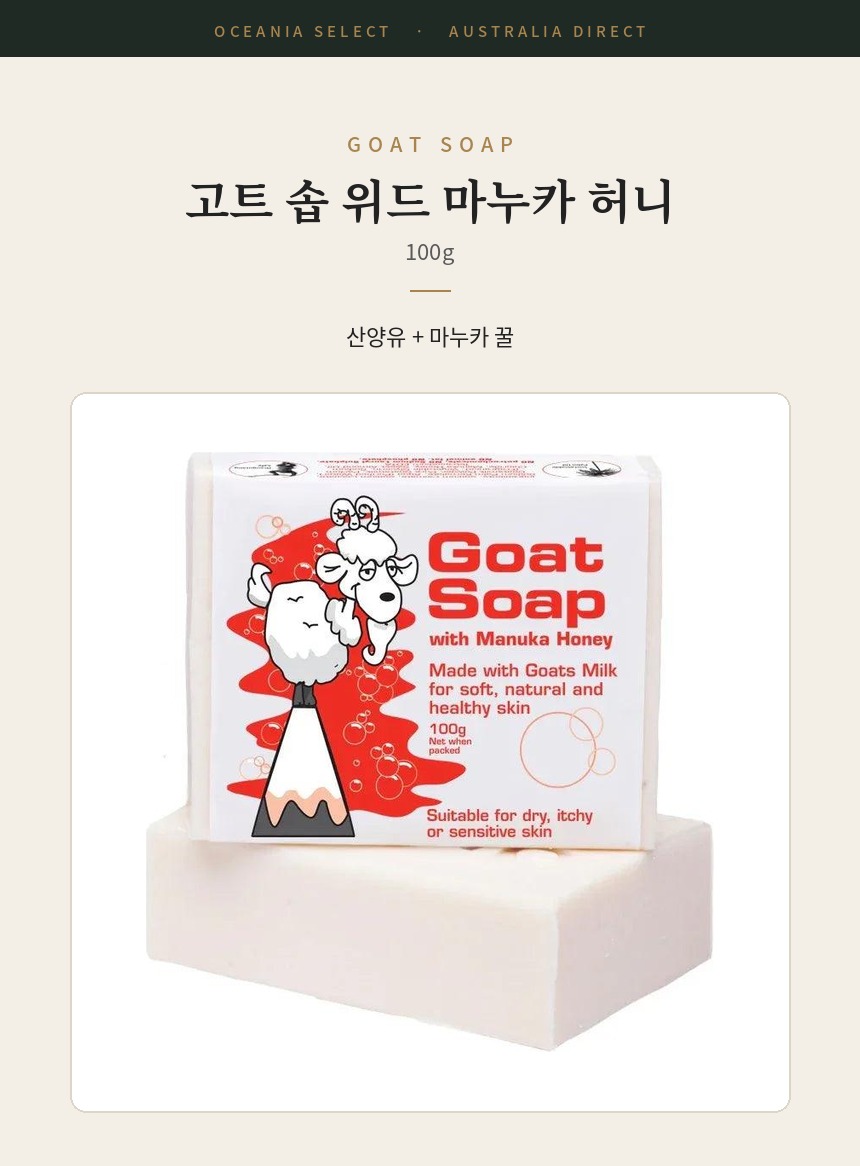 OCEANIA SELECT · AUSTRALIA DIRECT
GOAT SOAP
고트 솝 위드 마누카 허니
100g
산양유 + 마누카 꿀
Goat
Soap
with Manuka Honey
Made with Goats Milk
for soft, natural and
healthy skin
100g
Net when
packed
Suitable for dry, itchy
or sensitive skin